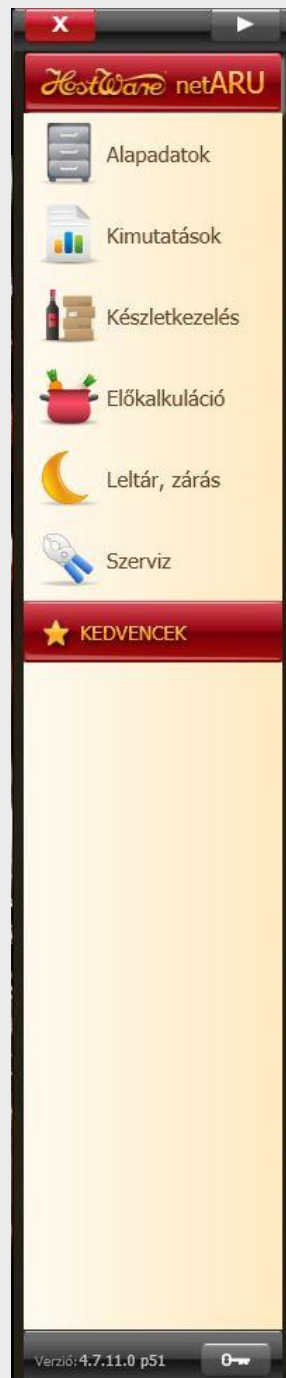 X
HostWare netARU
Alapadatok
Kimutatások
Készletkezelés
Előkalkuláció
Leltár, zárás
Szerviz
KEDVENCEK
Verzió: 4.7.11.0 p51